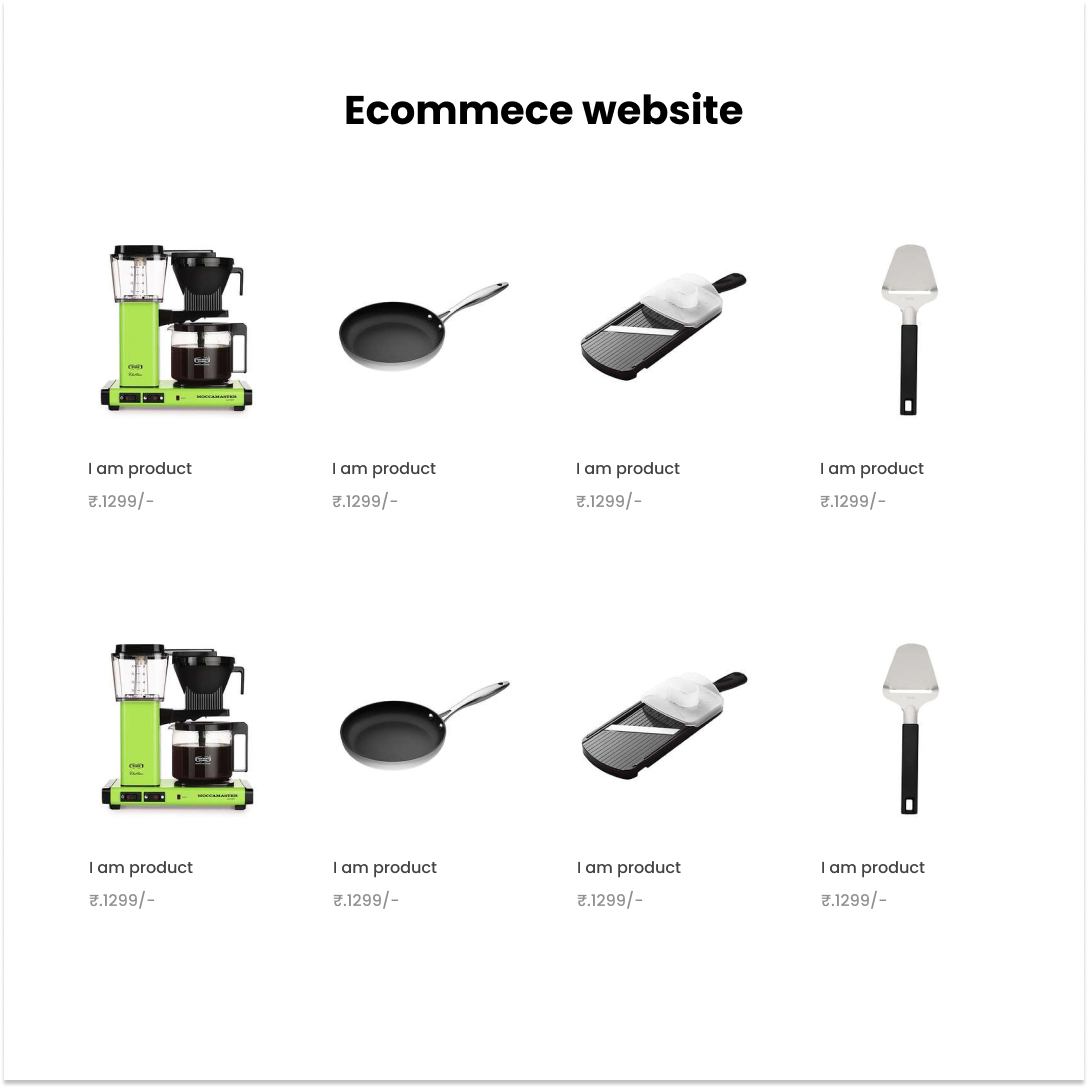 Ecommece website
MOCCAMASTER
I am product
₹.1299/-
I am product
₹.1299/-
I am product
₹.1299/-
I am product
₹.1299/-
MOCCAMASTER
I am product
₹.1299/-
I am product
₹.1299/-
I am product
₹.1299/-
I am product
₹.1299/-